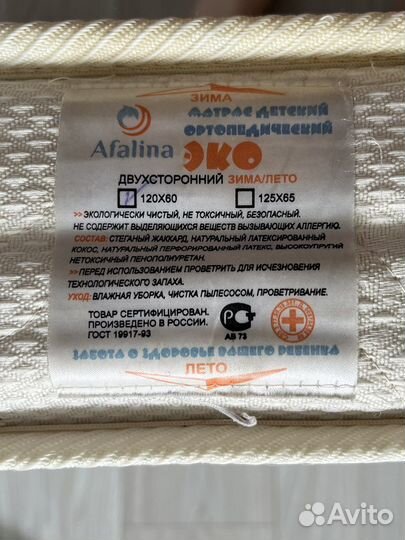 ЗИМА
МАТРАС ДЕТСКИЙ
ОРТОПЕДИЧЕСКИЙ
Afalina ЭКО
ДВУХСТОРОННИЙ ЗИМА/ЛЕТО
120X60 125X65
>>ЭКОЛОГИЧЕСКИ ЧИСТЫЙ, НЕ ТОКСИЧНЫЙ, БЕЗОПАСНЫЙ.
НЕ СОДЕРЖИТ ВЫДЕЛЯЮЩИХСЯ ВЕЩЕСТВ ВЫЗЫВАЮЩИХ АЛЛЕРГИЮ.
СОСТАВ: СТЕГАНЫЙ ЖАККАРД, НАТУРАЛЬНЫЙ ЛАТЕКСИРОВАННЫЙ
КОКОС, НАТУРАЛЬНЫЙ ПЕРФОРИРОВАННЫЙ ЛАТЕКС, ВЫСОКОУПРУГИЙ
НЕТОКСИЧНЫЙ ПЕНОПОЛИУРЕТАН.
>>ПЕРЕД ИСПОЛЬЗОВАНИЕМ ПРОВЕТРИТЬ ДЛЯ ИСЧЕЗНОВЕНИЯ
ТЕХНОЛОГИЧЕСКОГО ЗАПАХА.
УХОД: ВЛАЖНАЯ УБОРКА, ЧИСТКА ПЫЛЕСОСОМ, ПРОВЕТРИВАНИЕ.
ТОВАР СЕРТИФИЦИРОВАН.
ПРОИЗВЕДЕНО В РОССИИ.
ГОСТ 19917-93
АВ 73
ЗАБОТА О ЗДОРОВЬЕ ВАШЕГО РЕБЕНКА
ЛЕТО
Avito